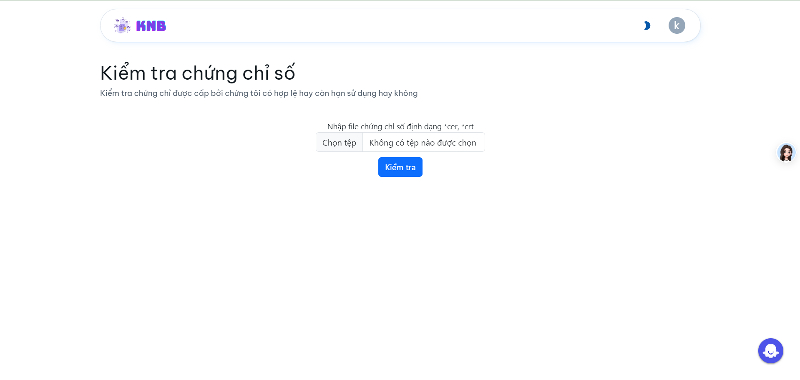 KNB
k
Kiểm tra chứng chỉ số
Kiểm tra chứng chỉ được cấp bởi chúng tôi có hợp lệ hay còn hạn sử dụng hay không
Nhập file chứng chỉ số định dạng *cer, *crt
Chọn tệp Không có tệp nào được chọn
Kiểm tra